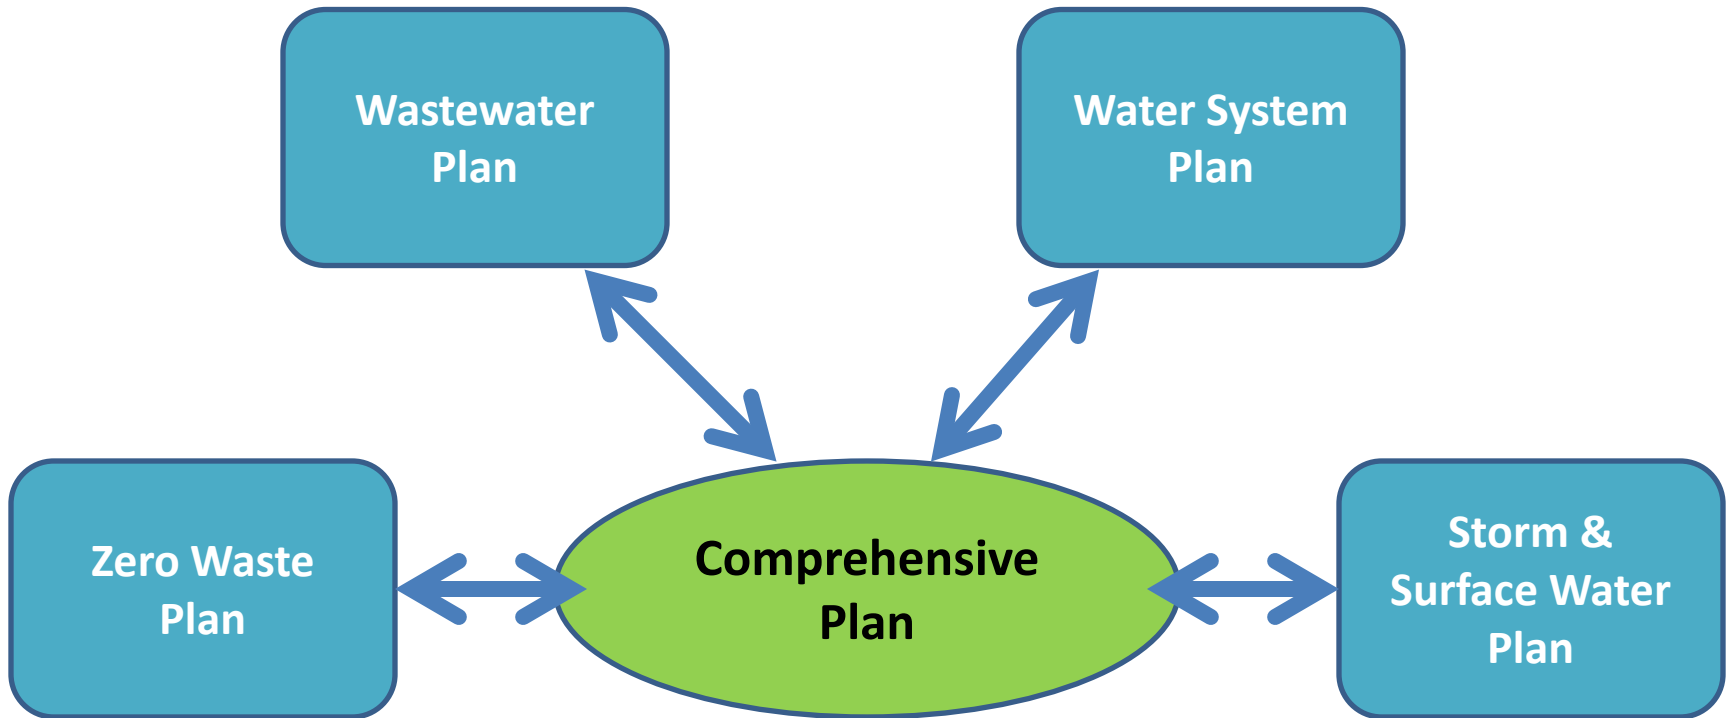 Wastewater
Plan
Water System
Plan
Zero Waste
Plan
Comprehensive
Plan
Storm &
Surface Water
Plan